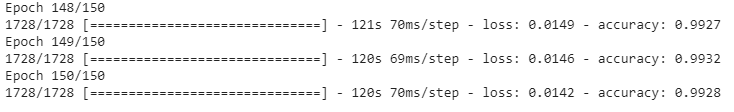 Epoch 148/150
1728/1728 [==============================] - 121s 70ms/step - loss: 0.0149 - accuracy: 0.9927
Epoch 149/150
1728/1728 [==============================] - 120s 69ms/step - loss: 0.0146 - accuracy: 0.9932
Epoch 150/150
1728/1728 [==============================] - 120s 70ms/step - loss: 0.0142 - accuracy: 0.9928